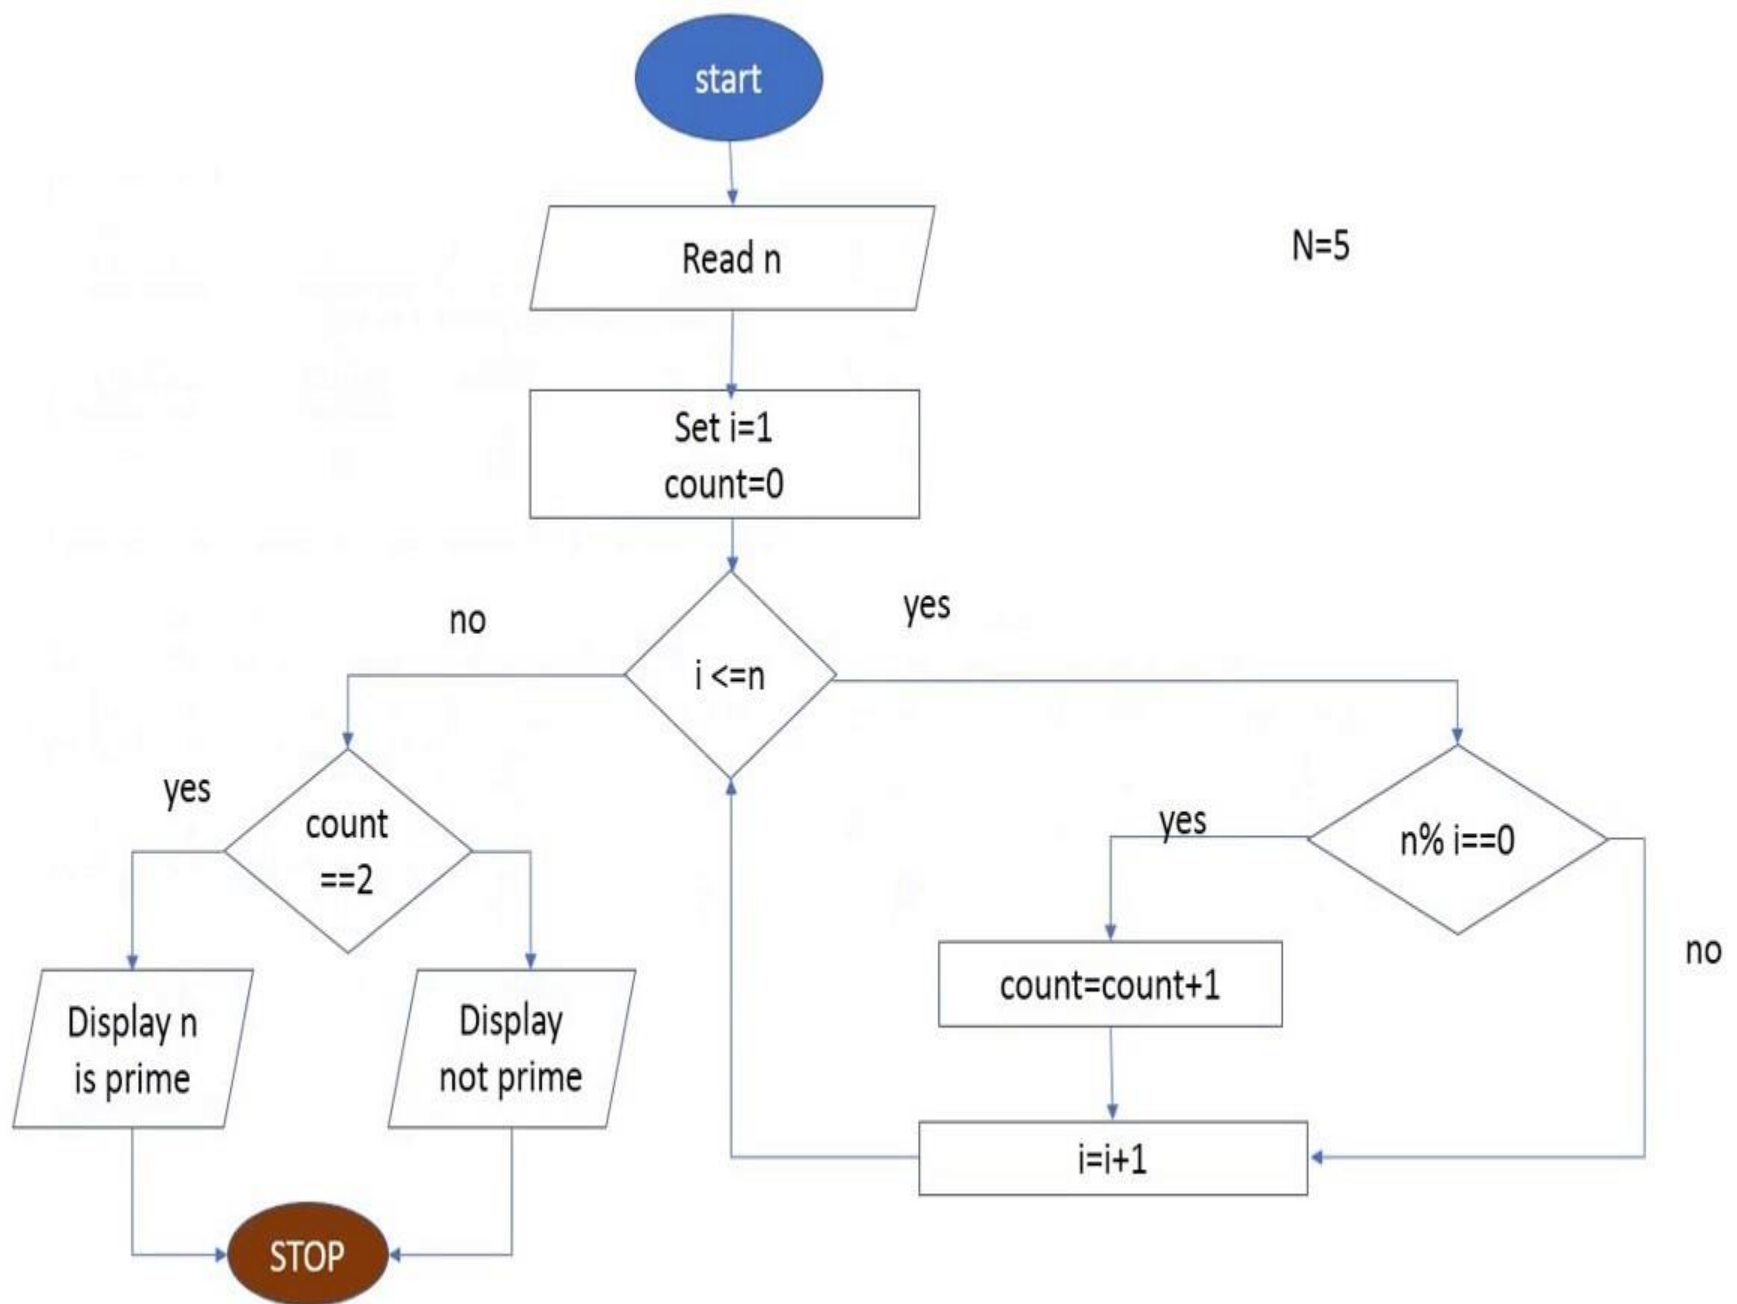 start
Read n
N=5
Set i=1
count=0
no
yes
i <=n
yes
count
==2
yes
n% i==0
count=count+1
no
Display n
is prime
Display
not prime
i=i+1
STOP